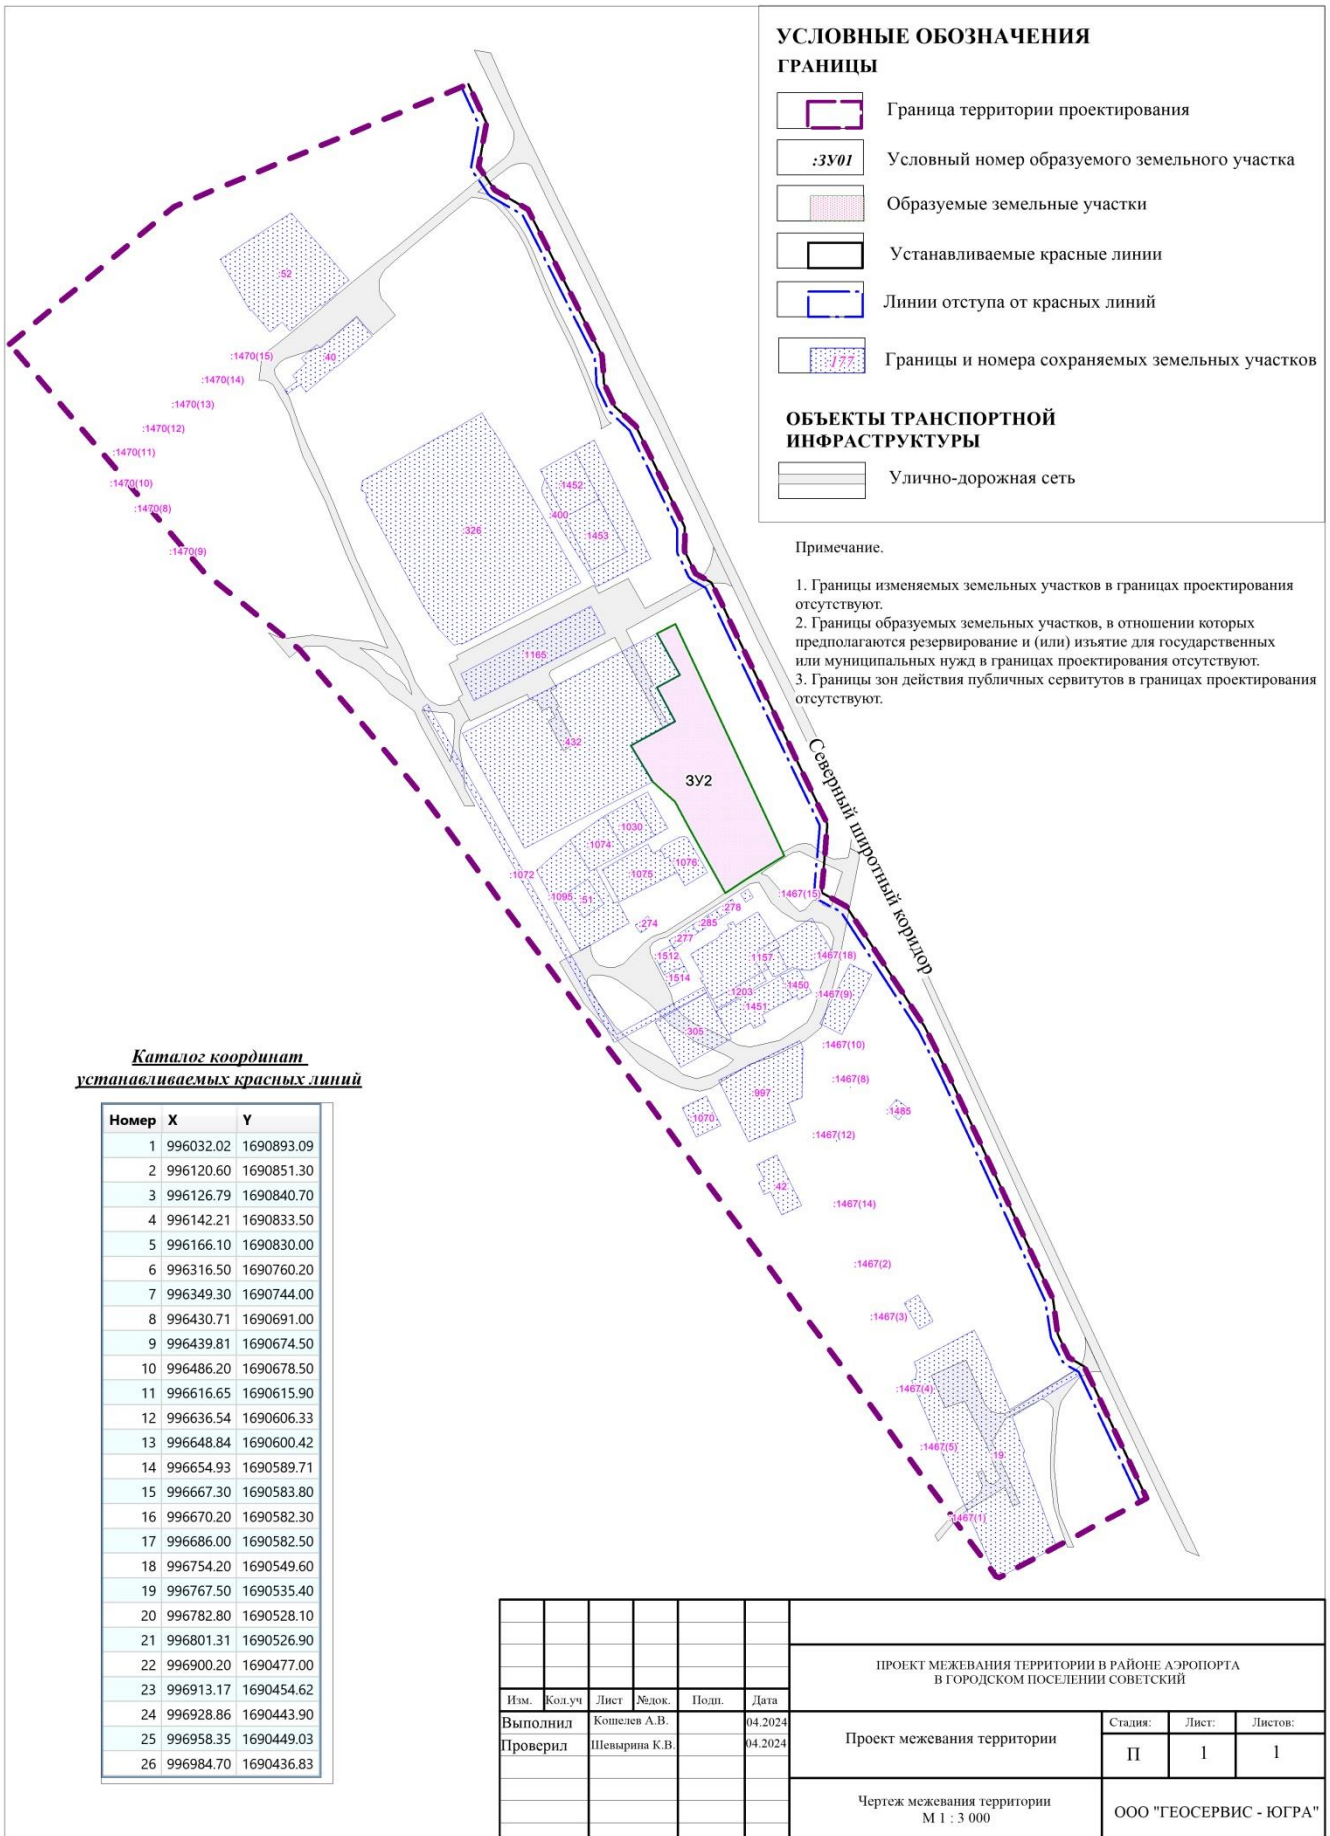 УСЛОВНЫЕ ОБОЗНАЧЕНИЯ
ГРАНИЦЫ
Граница территории проектирования
:ЗУ01
Условный номер образуемого земельного участка
Образуемые земельные участки
Устанавливаемые красные линии
Линии отступа от красных линий
:177
Границы и номера сохраняемых земельных участков
ОБЪЕКТЫ ТРАНСПОРТНОЙ
ИНФРАСТРУКТУРЫ
Улично-дорожная сеть
Примечание.
1. Границы изменяемых земельных участков в границах проектирования
отсутствуют.
2. Границы образуемых земельных участков, в отношении которых
предполагаются резервирование и (или) изъятие для государственных
или муниципальных нужд в границах проектирования отсутствуют.
3. Границы зон действия публичных сервитутов в границах проектирования
отсутствуют.
:52
:1470(15)
:40
:1470(14)
:1470(13)
:1470(12)
:1470(11)
:1470(10)
:1470(8)
:1470(9)
:326
:1452
:400
:1453
:1165
:432
ЗУ2
Северный широтный коридор
:1030
:1074
:1076
:1072
:1075
:1095
:51
:1467(15)
:278
:274
:285
:277
:1512
:1157
:1467(18)
:1514
:1450
:1203
:1467(9)
:1451
:305
:1467(10)
:1467(8)
:997
:1070
:1485
:1467(12)
:42
:1467(14)
:1467(2)
:1467(3)
:1467(4)
:1467(5)
:19
:1467(1)
Каталог координат
устанавливаемых красных линий
Номер X Y
1 996032.02 1690893.09
2 996120.60 1690851.30
3 996126.79 1690840.70
4 996142.21 1690833.50
5 996166.10 1690830.00
6 996316.50 1690760.20
7 996349.30 1690744.00
8 996430.71 1690691.00
9 996439.81 1690674.50
10 996486.20 1690678.50
11 996616.65 1690615.90
12 996636.54 1690606.33
13 996648.84 1690600.42
14 996654.93 1690589.71
15 996667.30 1690583.80
16 996670.20 1690582.30
17 996686.00 1690582.50
18 996754.20 1690549.60
19 996767.50 1690535.40
20 996782.80 1690528.10
21 996801.31 1690526.90
22 996900.20 1690477.00
23 996913.17 1690454.62
24 996928.86 1690443.90
25 996958.35 1690449.03
26 996984.70 1690436.83
ПРОЕКТ МЕЖЕВАНИЯ ТЕРРИТОРИИ В РАЙОНЕ АЭРОПОРТА
В ГОРОДСКОМ ПОСЕЛЕНИИ СОВЕТСКИЙ
Изм. Кол.уч Лист №док. Подп. Дата
Выполнил Кошелев А.В. 04.2024
Проверил Шевырина К.В. 04.2024
Проект межевания территории
Стадия: Лист: Листов:
П 1 1
Чертеж межевания территории
М 1 : 3 000
ООО "ГЕОСЕРВИС - ЮГРА"